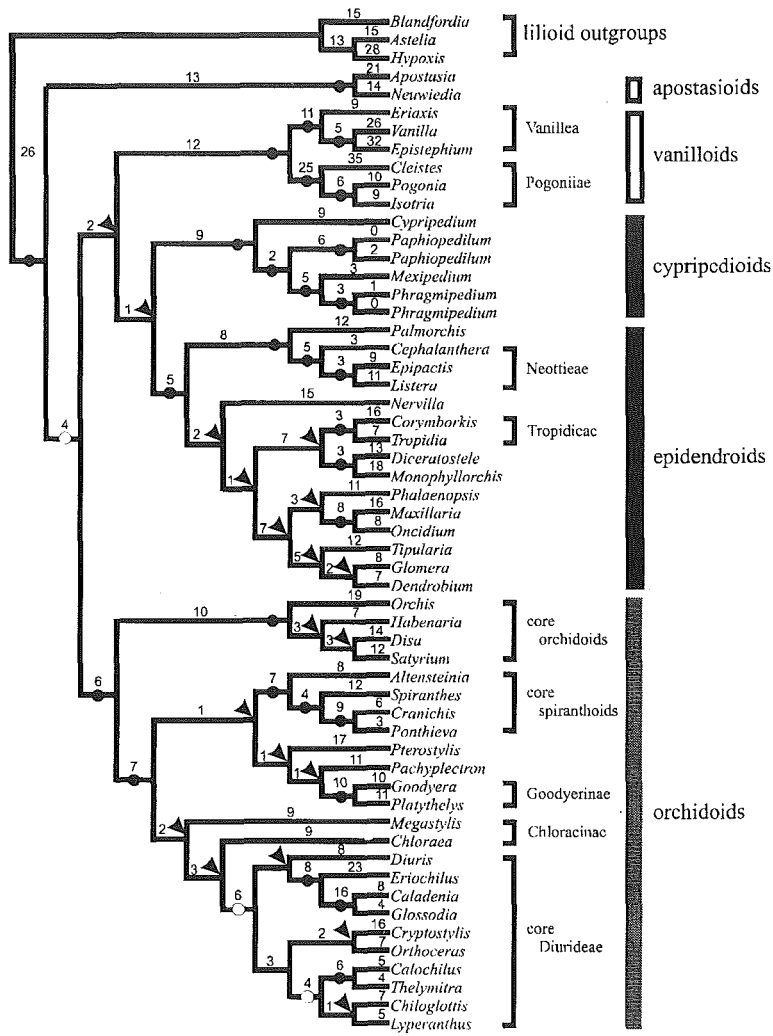 15
Blandfordia
15
Astelia
13
28
Hypoxis
lilioid outgroups
21
Apostasia
13
14
Neuwiedia
apostasioids
9
Eriaxis
11
26
Vanilla
5
32
Epistephium
Vanillea
12
35
Cleistes
25
10
Pogonia
6
9
Isotria
Pogoniiae
vanilloids
26
2
9
Cypripedium
9
0
Paphiopedilum
6
2
Paphiopedilum
2
3
Mexipedium
5
1
Phragmipedium
3
0
Phragmipedium
cypripedioids
1
12
Palmorchis
8
3
Cephalanthera
5
9
Epipactis
3
11
Listera
Neottieae
5
15
Nervilla
2
16
Corymborkis
3
7
Tropidia
Tropidicac
7
13
Diceratostele
3
18
Monophyllorchis
epidendroids
4
1
11
Phalaenopsis
3
16
Maxillaria
8
8
Oncidium
7
12
Tipularia
5
8
Glomera
2
7
Dendrobium
19
Orchis
10
7
Habenaria
3
14
Disa
3
12
Satyrium
core
orchidoids
6
8
Altensteinia
7
12
Spiranthes
4
6
Cranichis
9
3
Ponthieva
core
spiranthoids
1
17
Pterostylis
1
11
Pachyplectron
1
10
Goodyera
10
11
Platythelys
Goodyerinae
7
orchidoids
9
Megastylis
2
9
Chloraea
Chloracinac
3
8
Diuris
23
Eriochilus
8
8
Caladenia
16
4
Glossodia
6
16
Cryptostylis
2
7
Orthoceras
core
Diurideae
3
5
Calochilus
6
4
Thelymitra
4
7
Chiloglottis
1
5
Lyperanthus